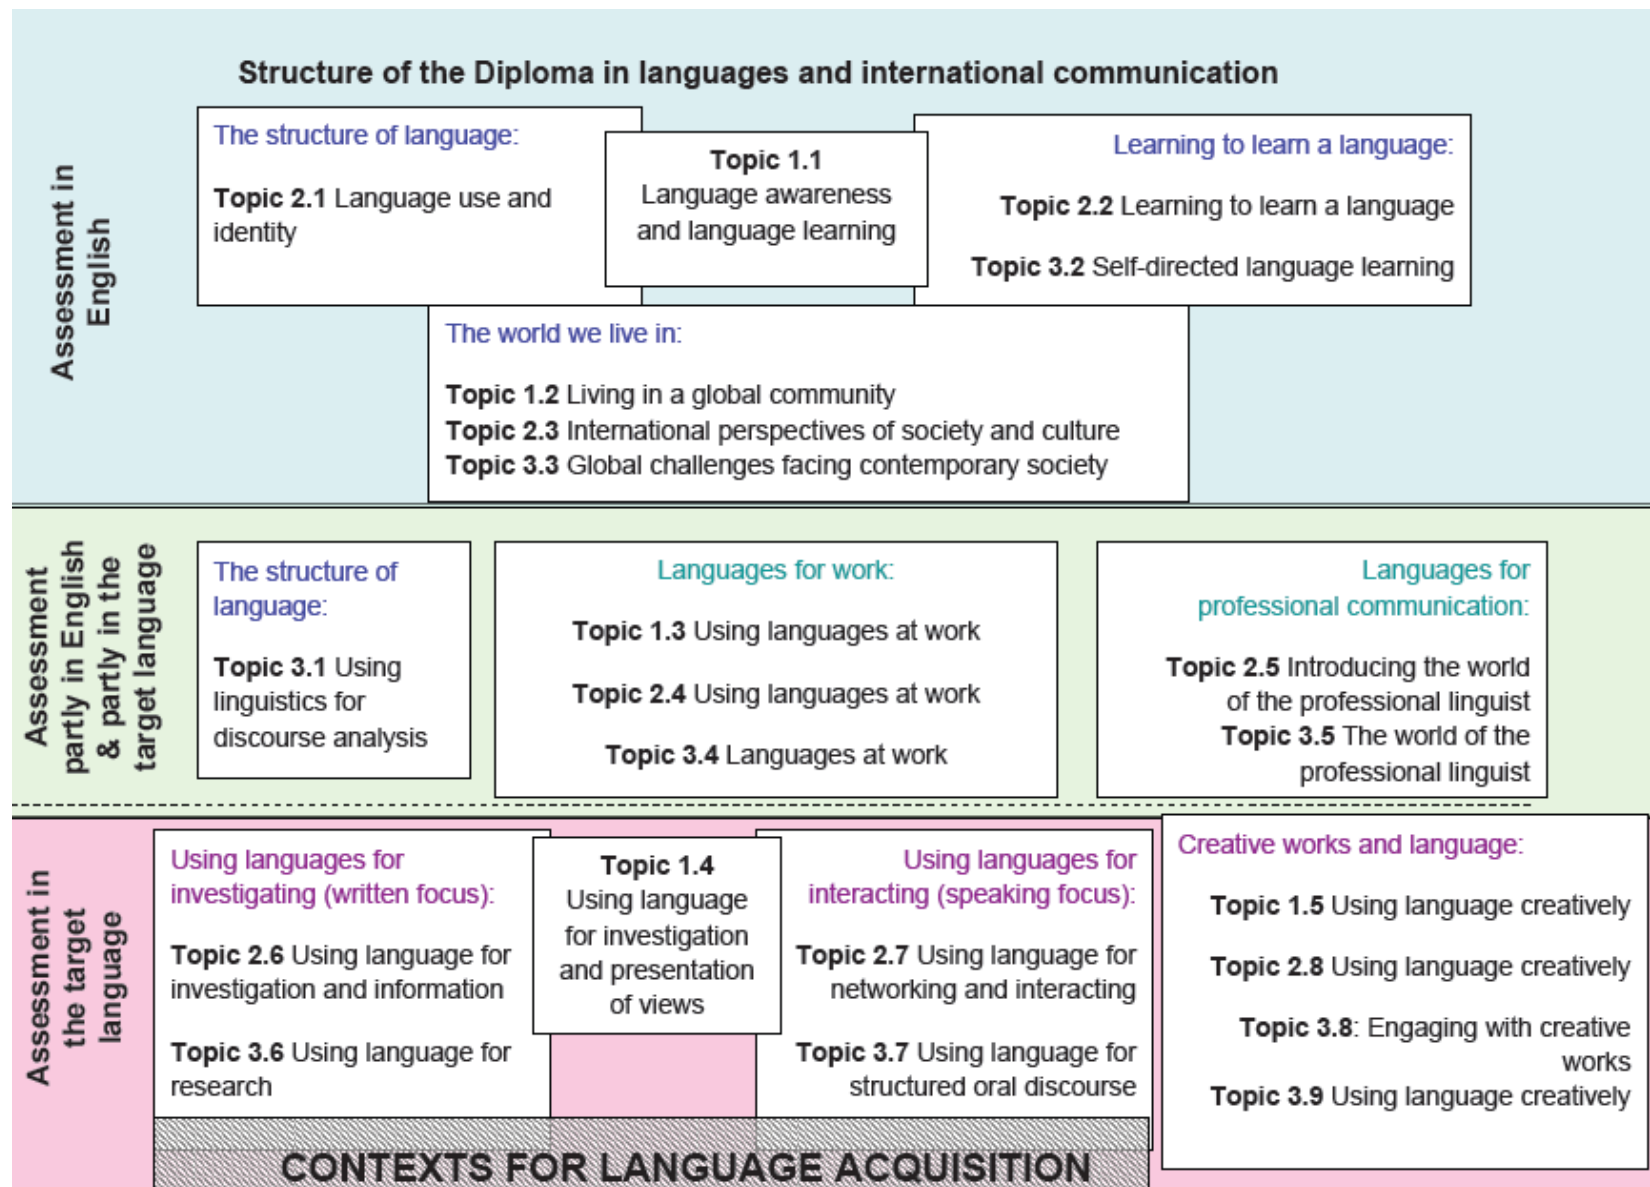 Structure of the Diploma in languages and international communication
Assessment in
English
The structure of language:
Topic 2.1 Language use and
identity
Topic 1.1
Language awareness
and language learning
Learning to learn a language:
Topic 2.2 Learning to learn a language
Topic 3.2 Self-directed language learning
The world we live in:
Topic 1.2 Living in a global community
Topic 2.3 International perspectives of society and culture
Topic 3.3 Global challenges facing contemporary society
Assessment
partly in English
& partly in the
target language
The structure of
language:
Topic 3.1 Using
linguistics for
discourse analysis
Languages for work:
Topic 1.3 Using languages at work
Topic 2.4 Using languages at work
Topic 3.4 Languages at work
Languages for
professional communication:
Topic 2.5 Introducing the world
of the professional linguist
Topic 3.5 The world of the
professional linguist
Assessment in
the target
language
Using languages for
investigating (written focus):
Topic 2.6 Using language for
investigation and information
Topic 3.6 Using language for
research
Topic 1.4
Using language
for investigation
and presentation
of views
Using languages for
interacting (speaking focus):
Topic 2.7 Using language for
networking and interacting
Topic 3.7 Using language for
structured oral discourse
Creative works and language:
Topic 1.5 Using language creatively
Topic 2.8 Using language creatively
Topic 3.8: Engaging with creative
works
Topic 3.9 Using language creatively
CONTEXTS FOR LANGUAGE ACQUISITION